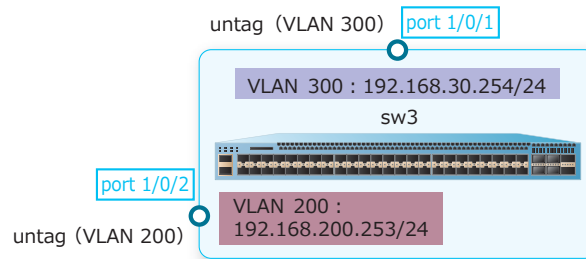 untag（VLAN 300） port 1/0/1
VLAN 300 : 192.168.30.254/24
sw3
port 1/0/2
VLAN 200 :
192.168.200.253/24
untag（VLAN 200）